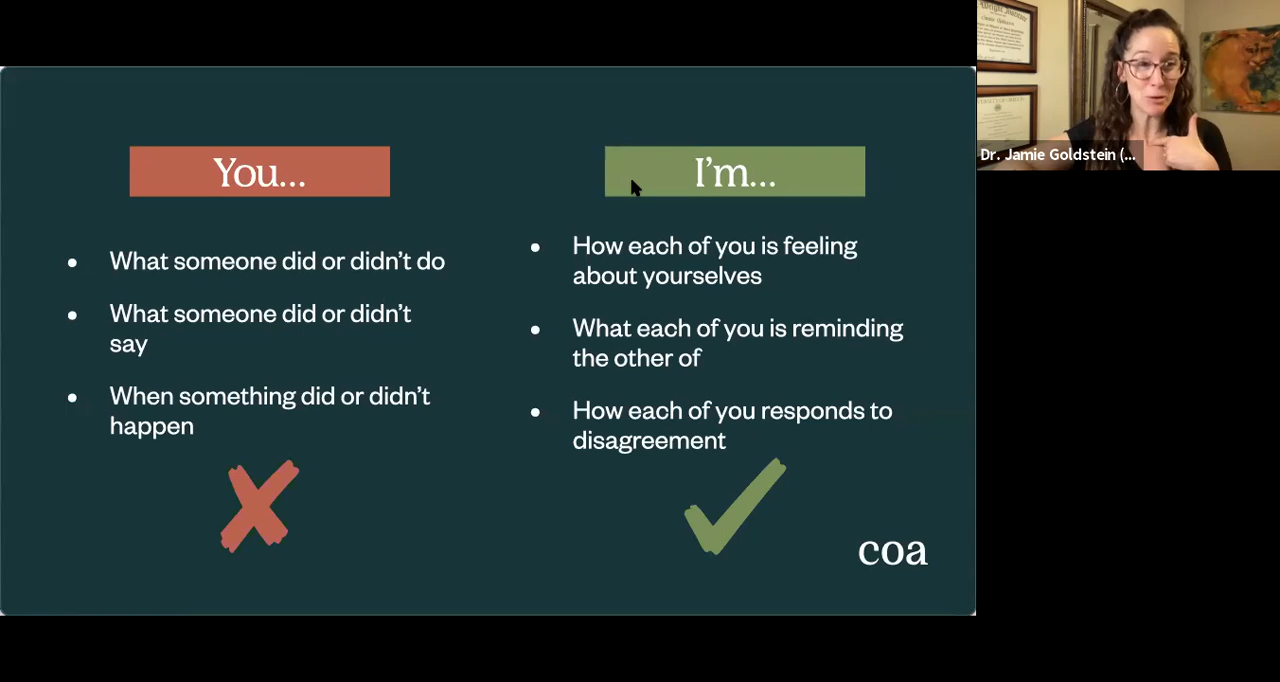 You...
What someone did or didn't do
What someone did or didn't
say
When something did or didn't
happen
I'm...
How each of you is feeling
about yourselves
What each of you is reminding
the other of
How each of you responds to
disagreement
coa
Dr. Jamie Goldstein (...